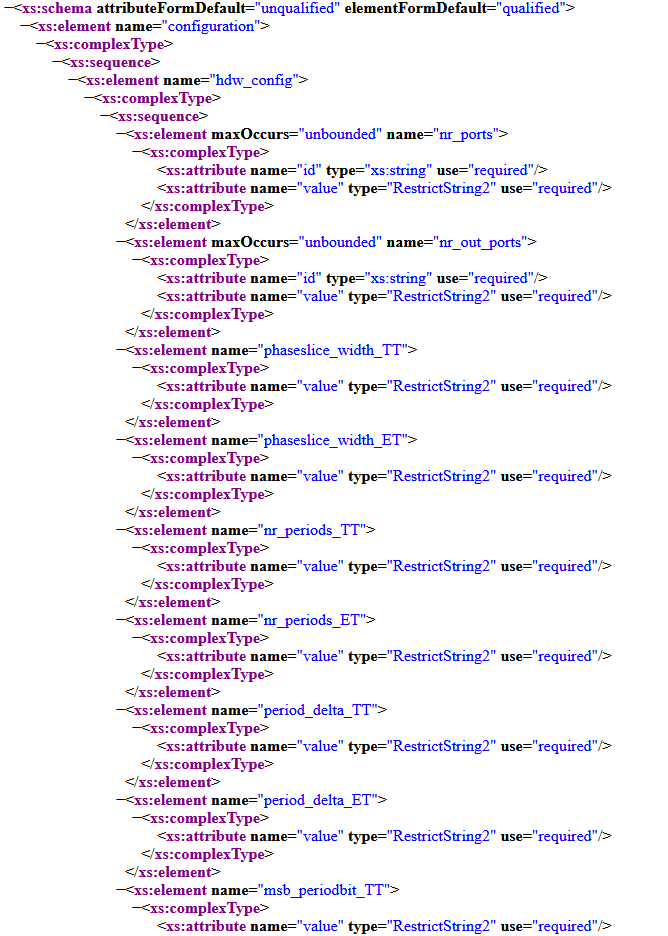 −<xs:schema attributeFormDefault="unqualified" elementFormDefault="qualified">
−<xs:element name="configuration">
−<xs:complexType>
−<xs:sequence>
−<xs:element name="hdw_config">
−<xs:complexType>
−<xs:sequence>
−<xs:element maxOccurs="unbounded" name="nr_ports">
−<xs:complexType>
<xs:attribute name="id" type="xs:string" use="required"/>
<xs:attribute name="value" type="RestrictString2" use="required"/>
</xs:complexType>
</xs:element>
−<xs:element maxOccurs="unbounded" name="nr_out_ports">
−<xs:complexType>
<xs:attribute name="id" type="xs:string" use="required"/>
<xs:attribute name="value" type="RestrictString2" use="required"/>
</xs:complexType>
</xs:element>
−<xs:element name="phaseslice_width_TT">
−<xs:complexType>
<xs:attribute name="value" type="RestrictString2" use="required"/>
</xs:complexType>
</xs:element>
−<xs:element name="phaseslice_width_ET">
−<xs:complexType>
<xs:attribute name="value" type="RestrictString2" use="required"/>
</xs:complexType>
</xs:element>
−<xs:element name="nr_periods_TT">
−<xs:complexType>
<xs:attribute name="value" type="RestrictString2" use="required"/>
</xs:complexType>
</xs:element>
−<xs:element name="nr_periods_ET">
−<xs:complexType>
<xs:attribute name="value" type="RestrictString2" use="required"/>
</xs:complexType>
</xs:element>
−<xs:element name="period_delta_TT">
−<xs:complexType>
<xs:attribute name="value" type="RestrictString2" use="required"/>
</xs:complexType>
</xs:element>
−<xs:element name="period_delta_ET">
−<xs:complexType>
<xs:attribute name="value" type="RestrictString2" use="required"/>
</xs:complexType>
</xs:element>
−<xs:element name="msb_periodbit_TT">
−<xs:complexType>
<xs:attribute name="value" type="RestrictString2" use="required"/>